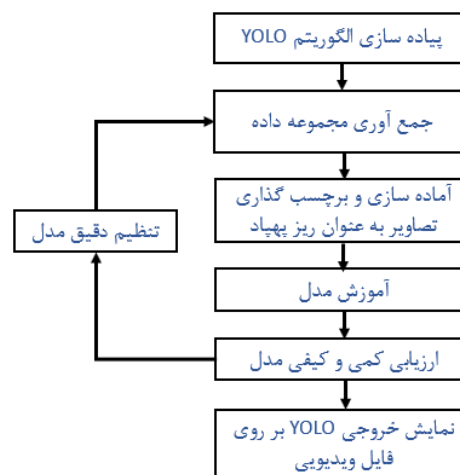 پیاده سازی الگوریتم YOLO
جمع آوری مجموعه داده
آماده سازی و برچسب گذاری
تصاویر به عنوان ریز پهپاد
تنظیم دقیق مدل
آموزش مدل
ارزیابی کمی و کیفی مدل
نمایش خروجی YOLO بر روی
فایل ویدیویی